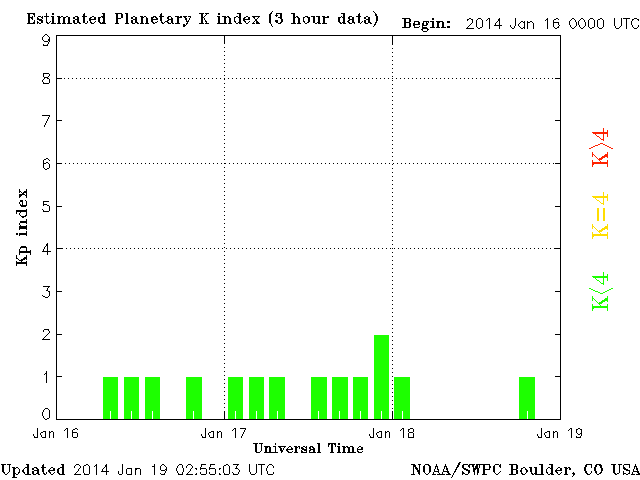 Estimated Planetary K index (3 hour data) Begin: 2014 Jan 16 0000 UTC
9
8
7
6
5
4
3
2
1
0
Kp index
K>4
K=4
K<4
Jan 16 Jan 17 Jan 18 Jan 19
Universal Time
Updated 2014 Jan 19 02:55:03 UTC NOAA/SWPC Boulder, CO USA